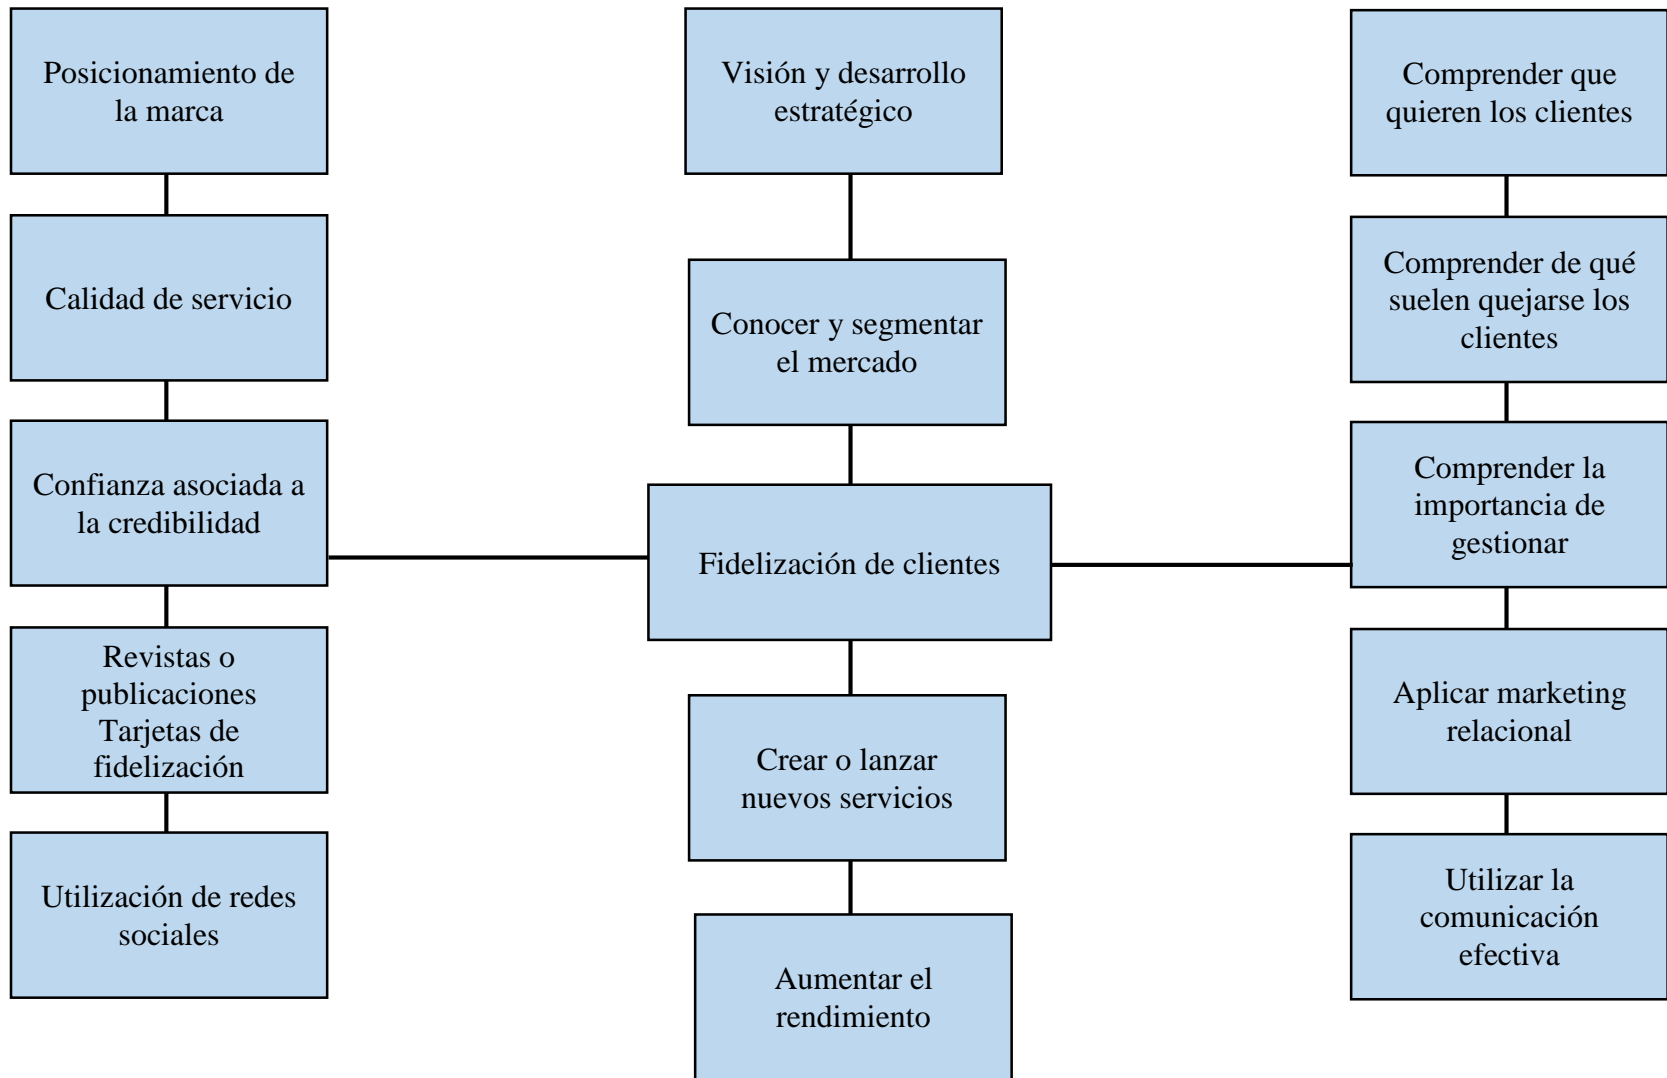 Posicionamiento de
la marca
Calidad de servicio
Confianza asociada a
la credibilidad
Revistas o
publicaciones
Tarjetas de
fidelización
Utilización de redes
sociales
Visión y desarrollo
estratégico
Conocer y segmentar
el mercado
Fidelización de clientes
Crear o lanzar
nuevos servicios
Aumentar el
rendimiento
Comprender que
quieren los clientes
Comprender de qué
suelen quejarse los
clientes
Comprender la
importancia de
gestionar
Aplicar marketing
relacional
Utilizar la
comunicación
efectiva